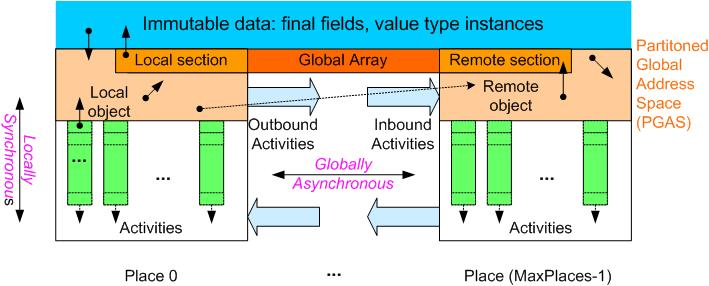 Immutable data: final fields, value type instances
Local section
Global Array
Remote section
Partitoned
Global
Address
Space
(PGAS)
Local
object
Remote
object
Outbound
Activities
Inbound
Activities
Locally
Synchronous
...
...
...
Globally
Asynchronous
Activities
Activities
Place 0
...
Place (MaxPlaces-1)